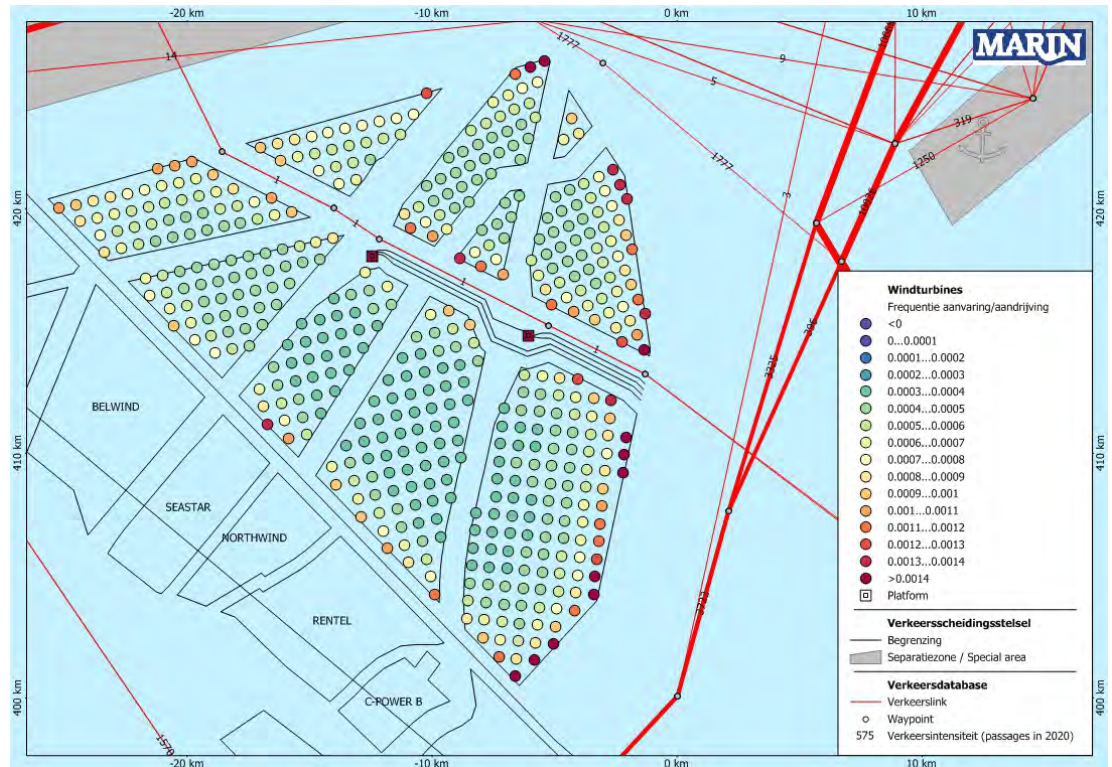 -20 km
-10 km
0 km
10 km
MARIN
14
1777
5
9
3
319
1250
1777
1
1
1
1
1
420 km
420 km
410 km
410 km
400 km
400 km
3325
396
3723
1570
BELWIND
SEASTAR
NORTHWIND
RENTEL
C-POWER B
Windturbines
Frequentie aanvaring/aandrijving
<0
0...0.0001
0.0001...0.0002
0.0002...0.0003
0.0003...0.0004
0.0004...0.0005
0.0005...0.0006
0.0006...0.0007
0.0007...0.0008
0.0008...0.0009
0.0009...0.001
0.001...0.0011
0.0011...0.0012
0.0012...0.0013
0.0013...0.0014
>0.0014
Platform
Verkeersscheidingsstelsel
Begrenzing
Separatiezone / Special area
Verkeersdatabase
Verkeerslink
Waypoint
575 Verkeersintensiteit (passages in 2020)
-20 km
-10 km
0 km
10 km